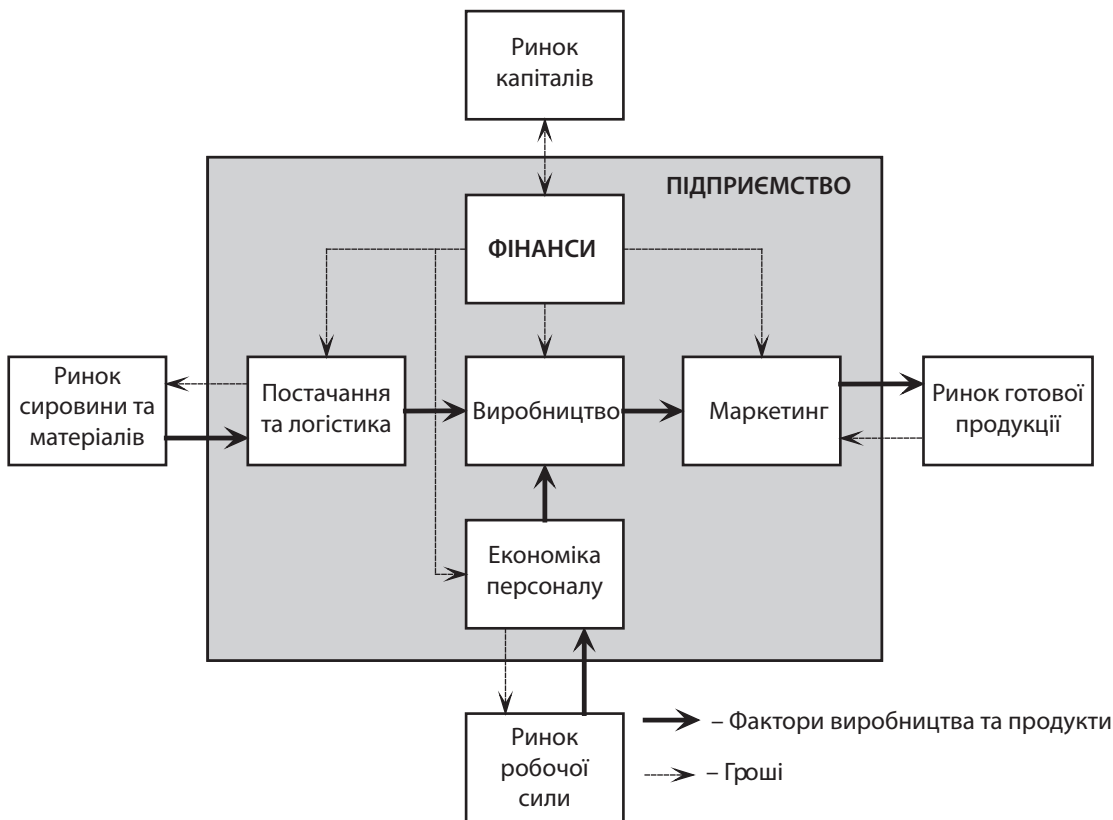 Ринок
капіталів
ПІДПРИЄМСТВО
ФІНАНСИ
Ринок
сировини та
матеріалів
Постачання
та логістика
Виробництво
Маркетинг
Ринок готової
продукції
Економіка
персоналу
Ринок
робочої
сили
– Фактори виробництва та продукти
– Гроші